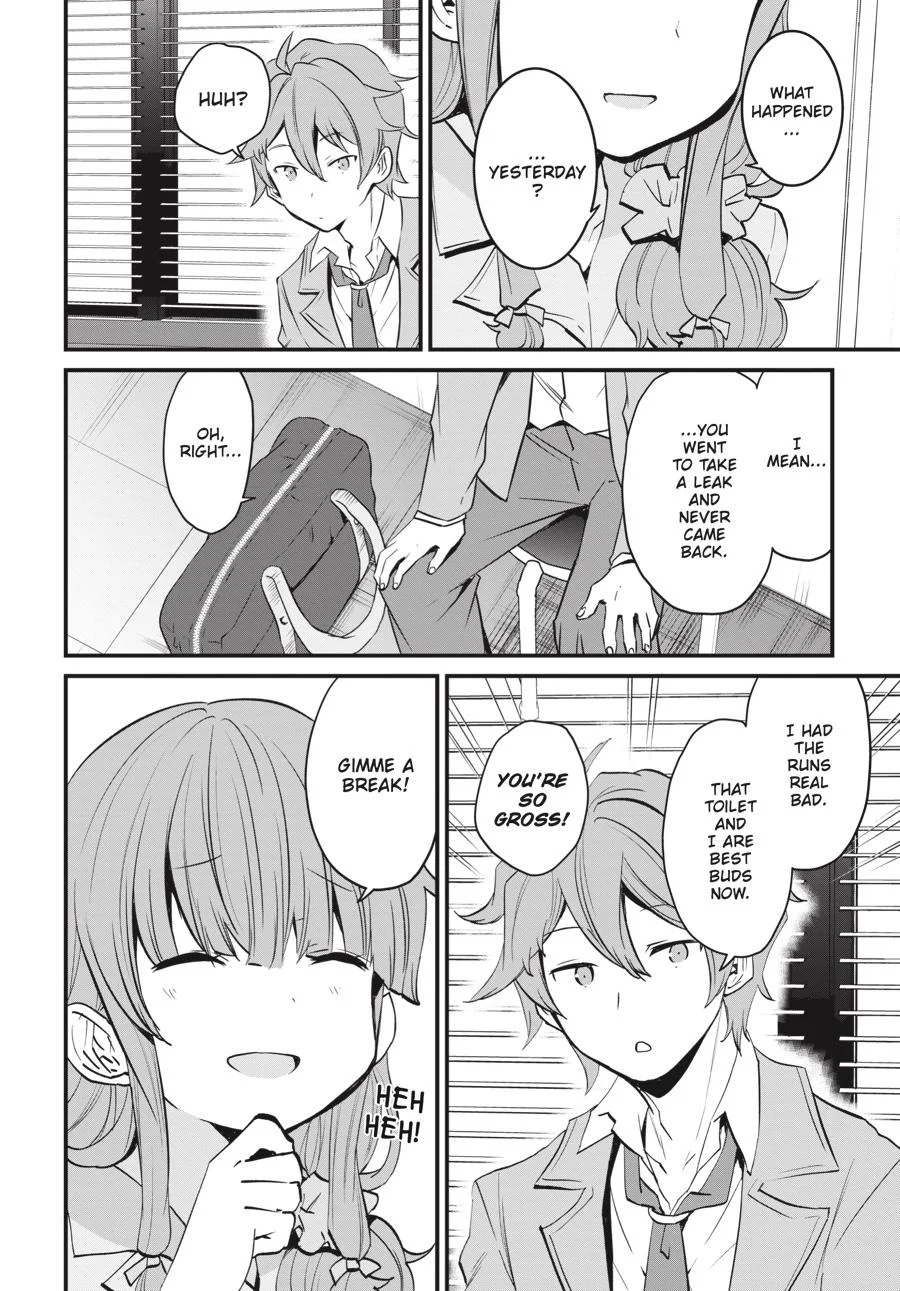 WHAT
HAPPENED
...
...
YESTERDAY
?
HUH?
I
MEAN...
...YOU
WENT
TO TAKE
A LEAK
AND
NEVER
CAME
BACK.
OH,
RIGHT...
I HAD
THE
RUNS
REAL
BAD.
THAT
TOILET
AND
I ARE
BEST
BUDS
NOW.
YOU'RE
SO
GROSS!
GIMME A
BREAK!
HEH
HEH!